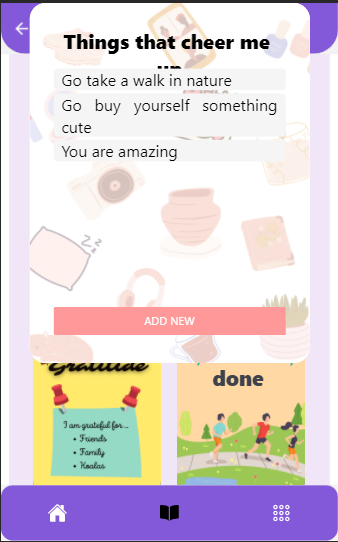 Things that cheer me
up
Go take a walk in nature
Go buy yourself something
cute
You are amazing
ADD NEW
Gratitude
done
I am grateful for...
Friends
Family
Koalas